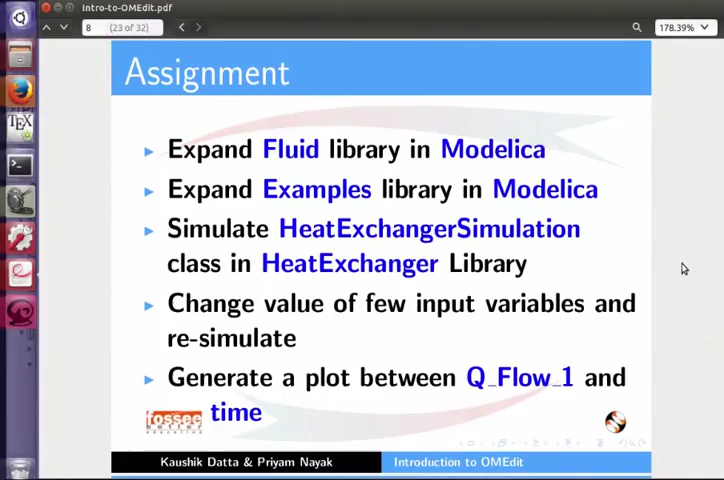 Intro-to-OMEdit.pdf
8 (23 of 32)
178.39%
Assignment
Expand Fluid library in Modelica
Expand Examples library in Modelica
Simulate HeatExchangerSimulation
class in HeatExchanger Library
Change value of few input variables and
re-simulate
Generate a plot between Q_Flow_1 and
time
fossee
Kaushik Datta & Priyam Nayak
Introduction to OMEdit